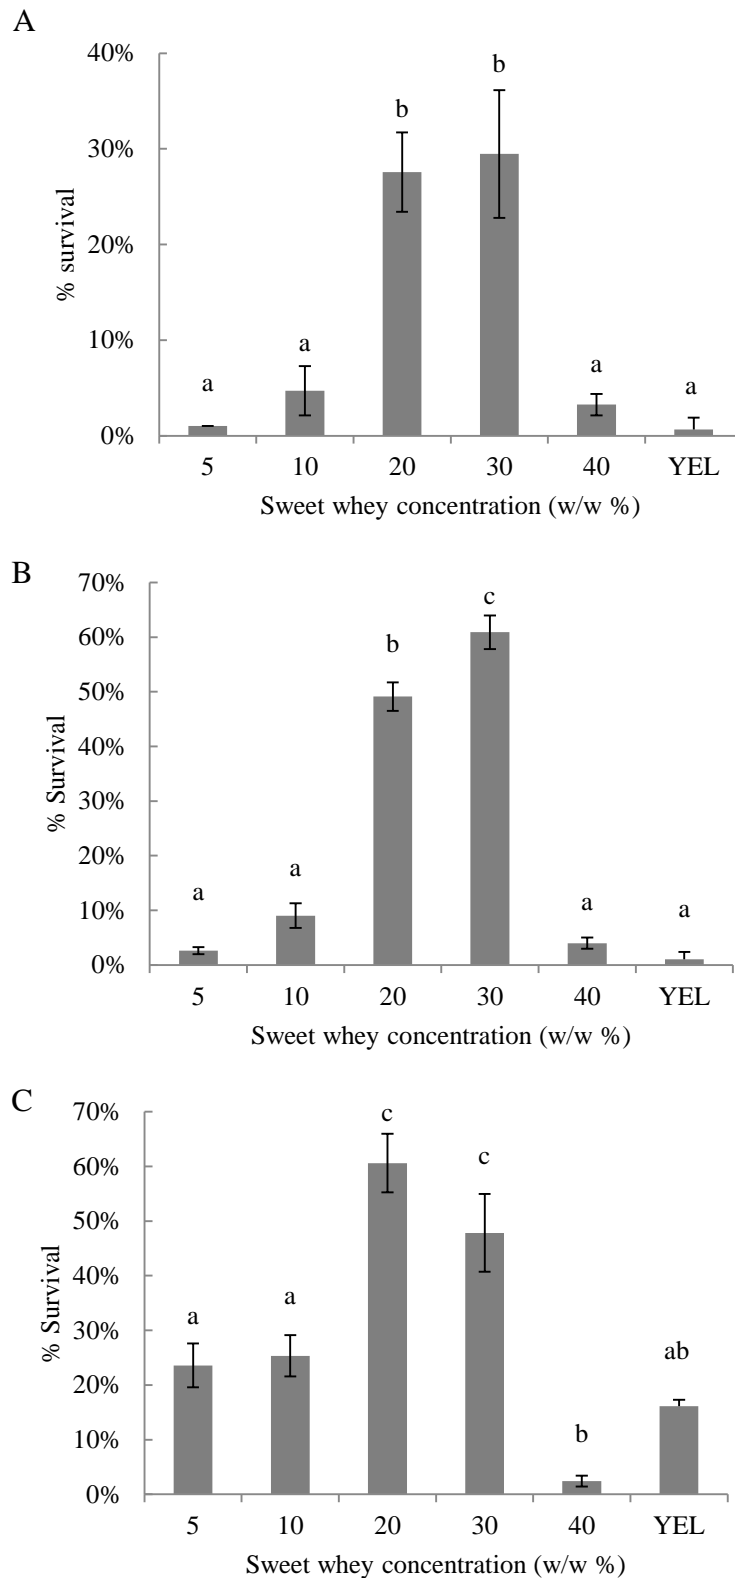 A
40%
b
b
30%
20%
% survival
10%
a
a
a
a
0%
5 10 20 30 40 YEL
Sweet whey concentration (w/w %)
B
70%
c
60%
b
50%
40%
% Survival
30%
20%
a
a
a
a
10%
0%
5 10 20 30 40 YEL
Sweet whey concentration (w/w %)
C
70%
c
c
60%
50%
40%
% Survival
a
a
30%
ab
20%
10%
b
0%
5 10 20 30 40 YEL
Sweet whey concentration (w/w %)